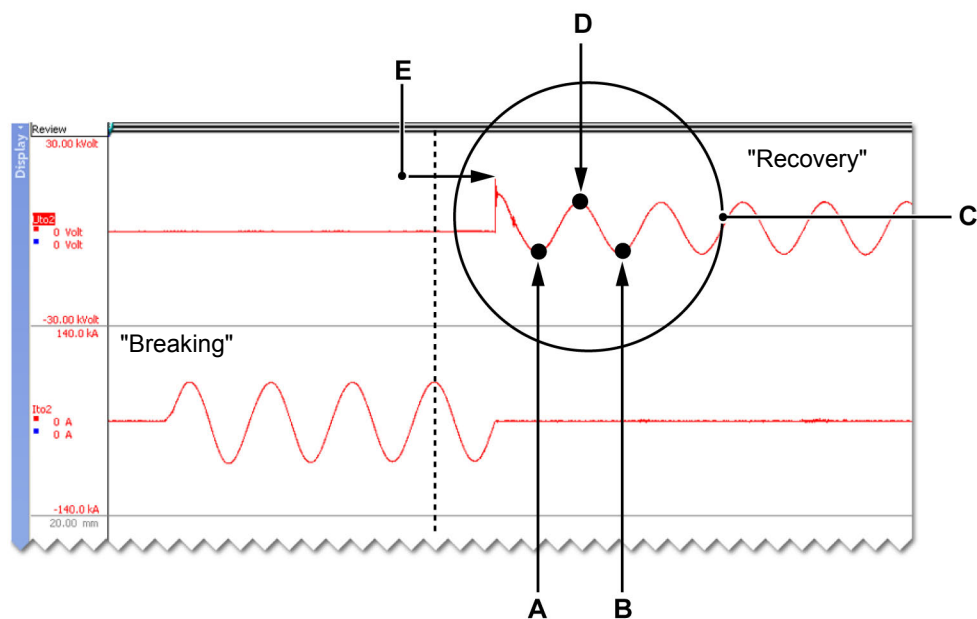 D
E
Review
Display
30.00 kVolt
"Recovery"
C
Uto2
0 Volt
0 Volt
-30.00 kVolt
140.0 kA
"Breaking"
Ito2
0 A
0 A
-140.0 kA
20.00 mm
A
B